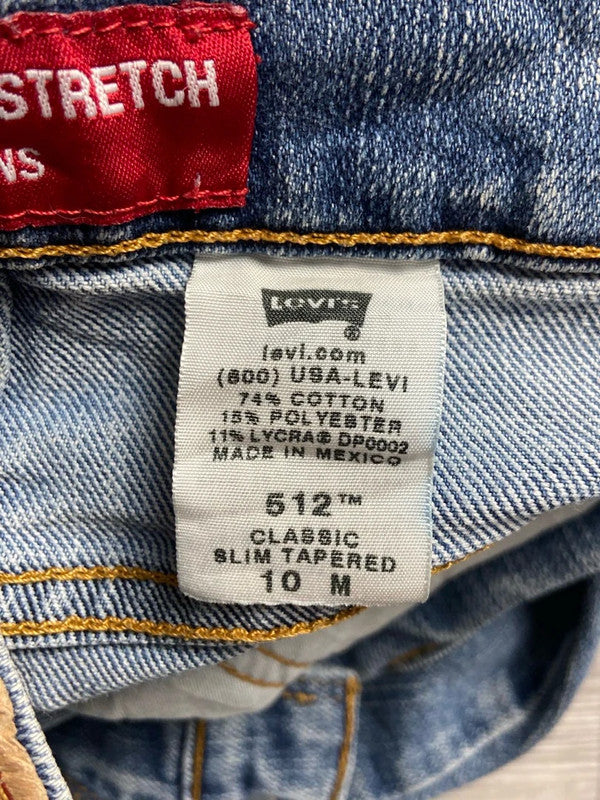 STRETCH
NS
Levi's
®
levi.com
(800) USA-LEVI
74% COTTON
15% POLYESTER
11% LYCRA® DP0002
MADE IN MEXICO
512™
CLASSIC
SLIM TAPERED
10 M